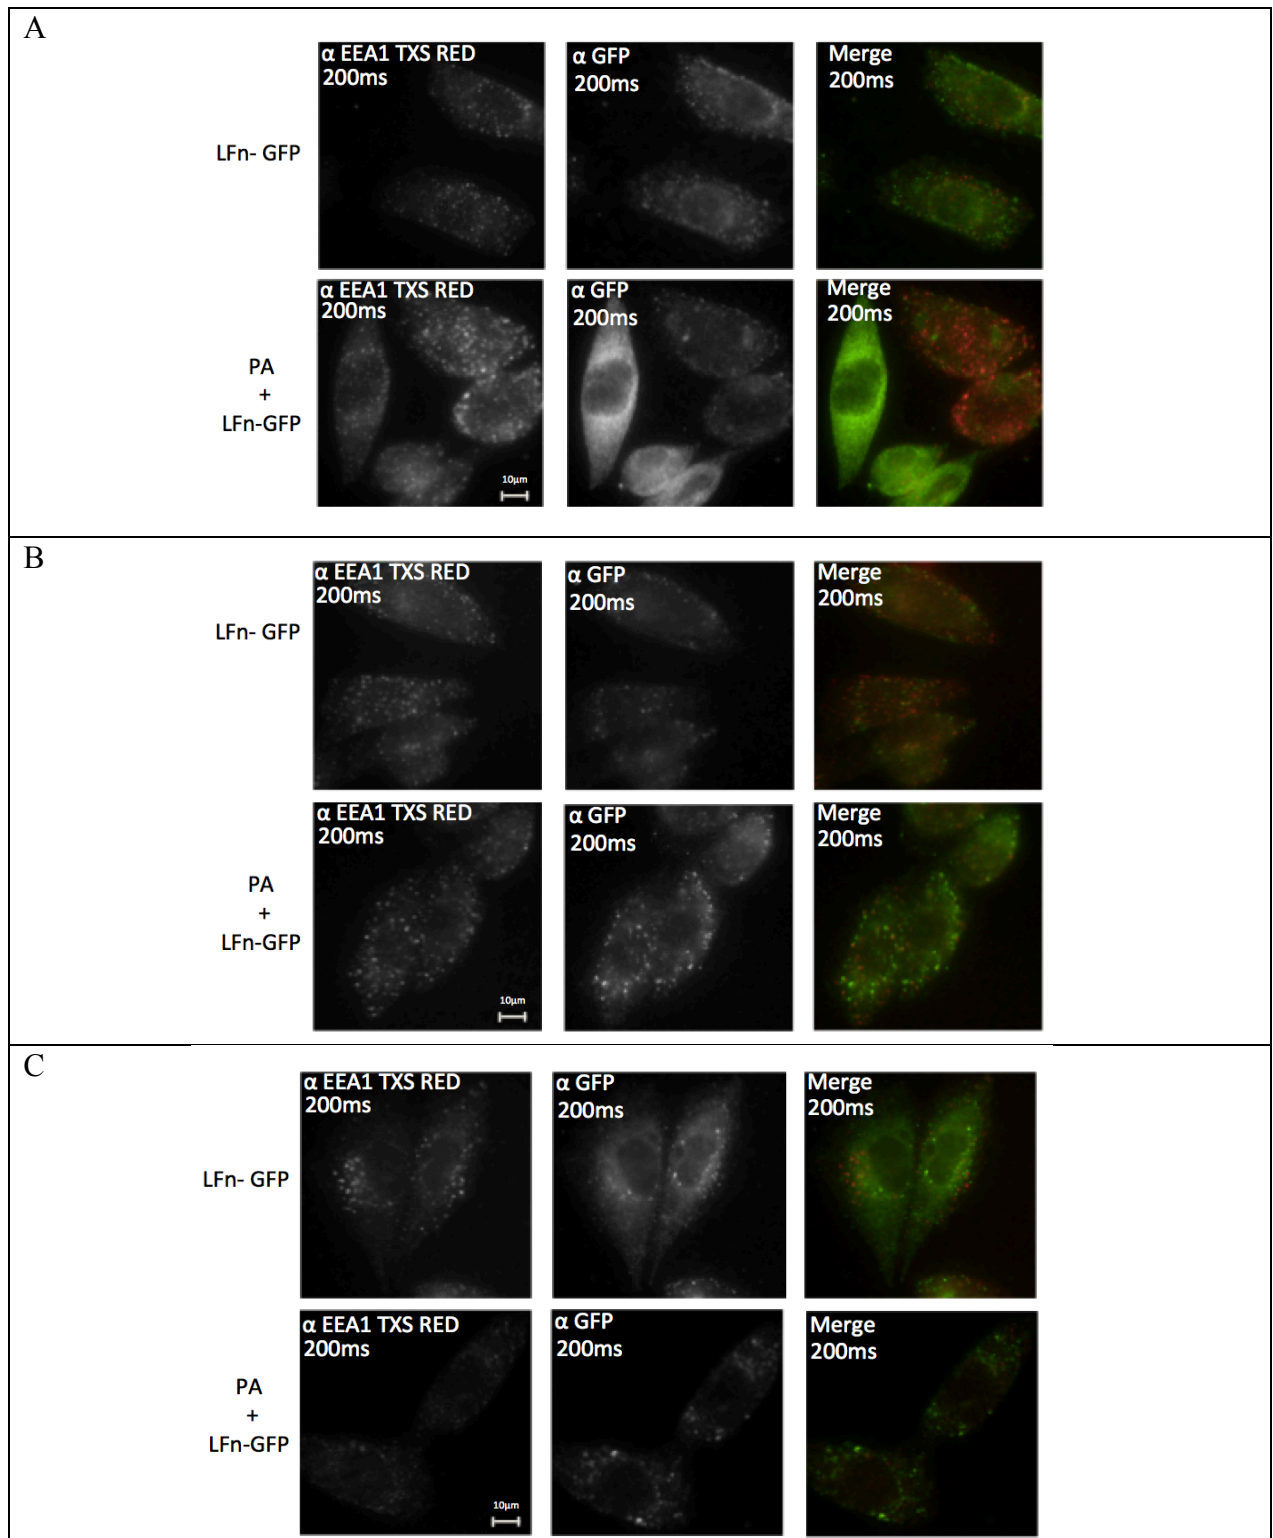 A
α EEA1 TXS RED
200ms
α GFP
200ms
Merge
200ms
LFn- GFP
α EEA1 TXS RED
200ms
α GFP
200ms
Merge
200ms
PA
+
LFn-GFP
10μm
B
α EEA1 TXS RED
200ms
α GFP
200ms
Merge
200ms
LFn- GFP
α EEA1 TXS RED
200ms
α GFP
200ms
Merge
200ms
PA
+
LFn-GFP
10μm
C
α EEA1 TXS RED
200ms
α GFP
200ms
Merge
200ms
LFn- GFP
α EEA1 TXS RED
200ms
α GFP
200ms
Merge
200ms
PA
+
LFn-GFP
10μm